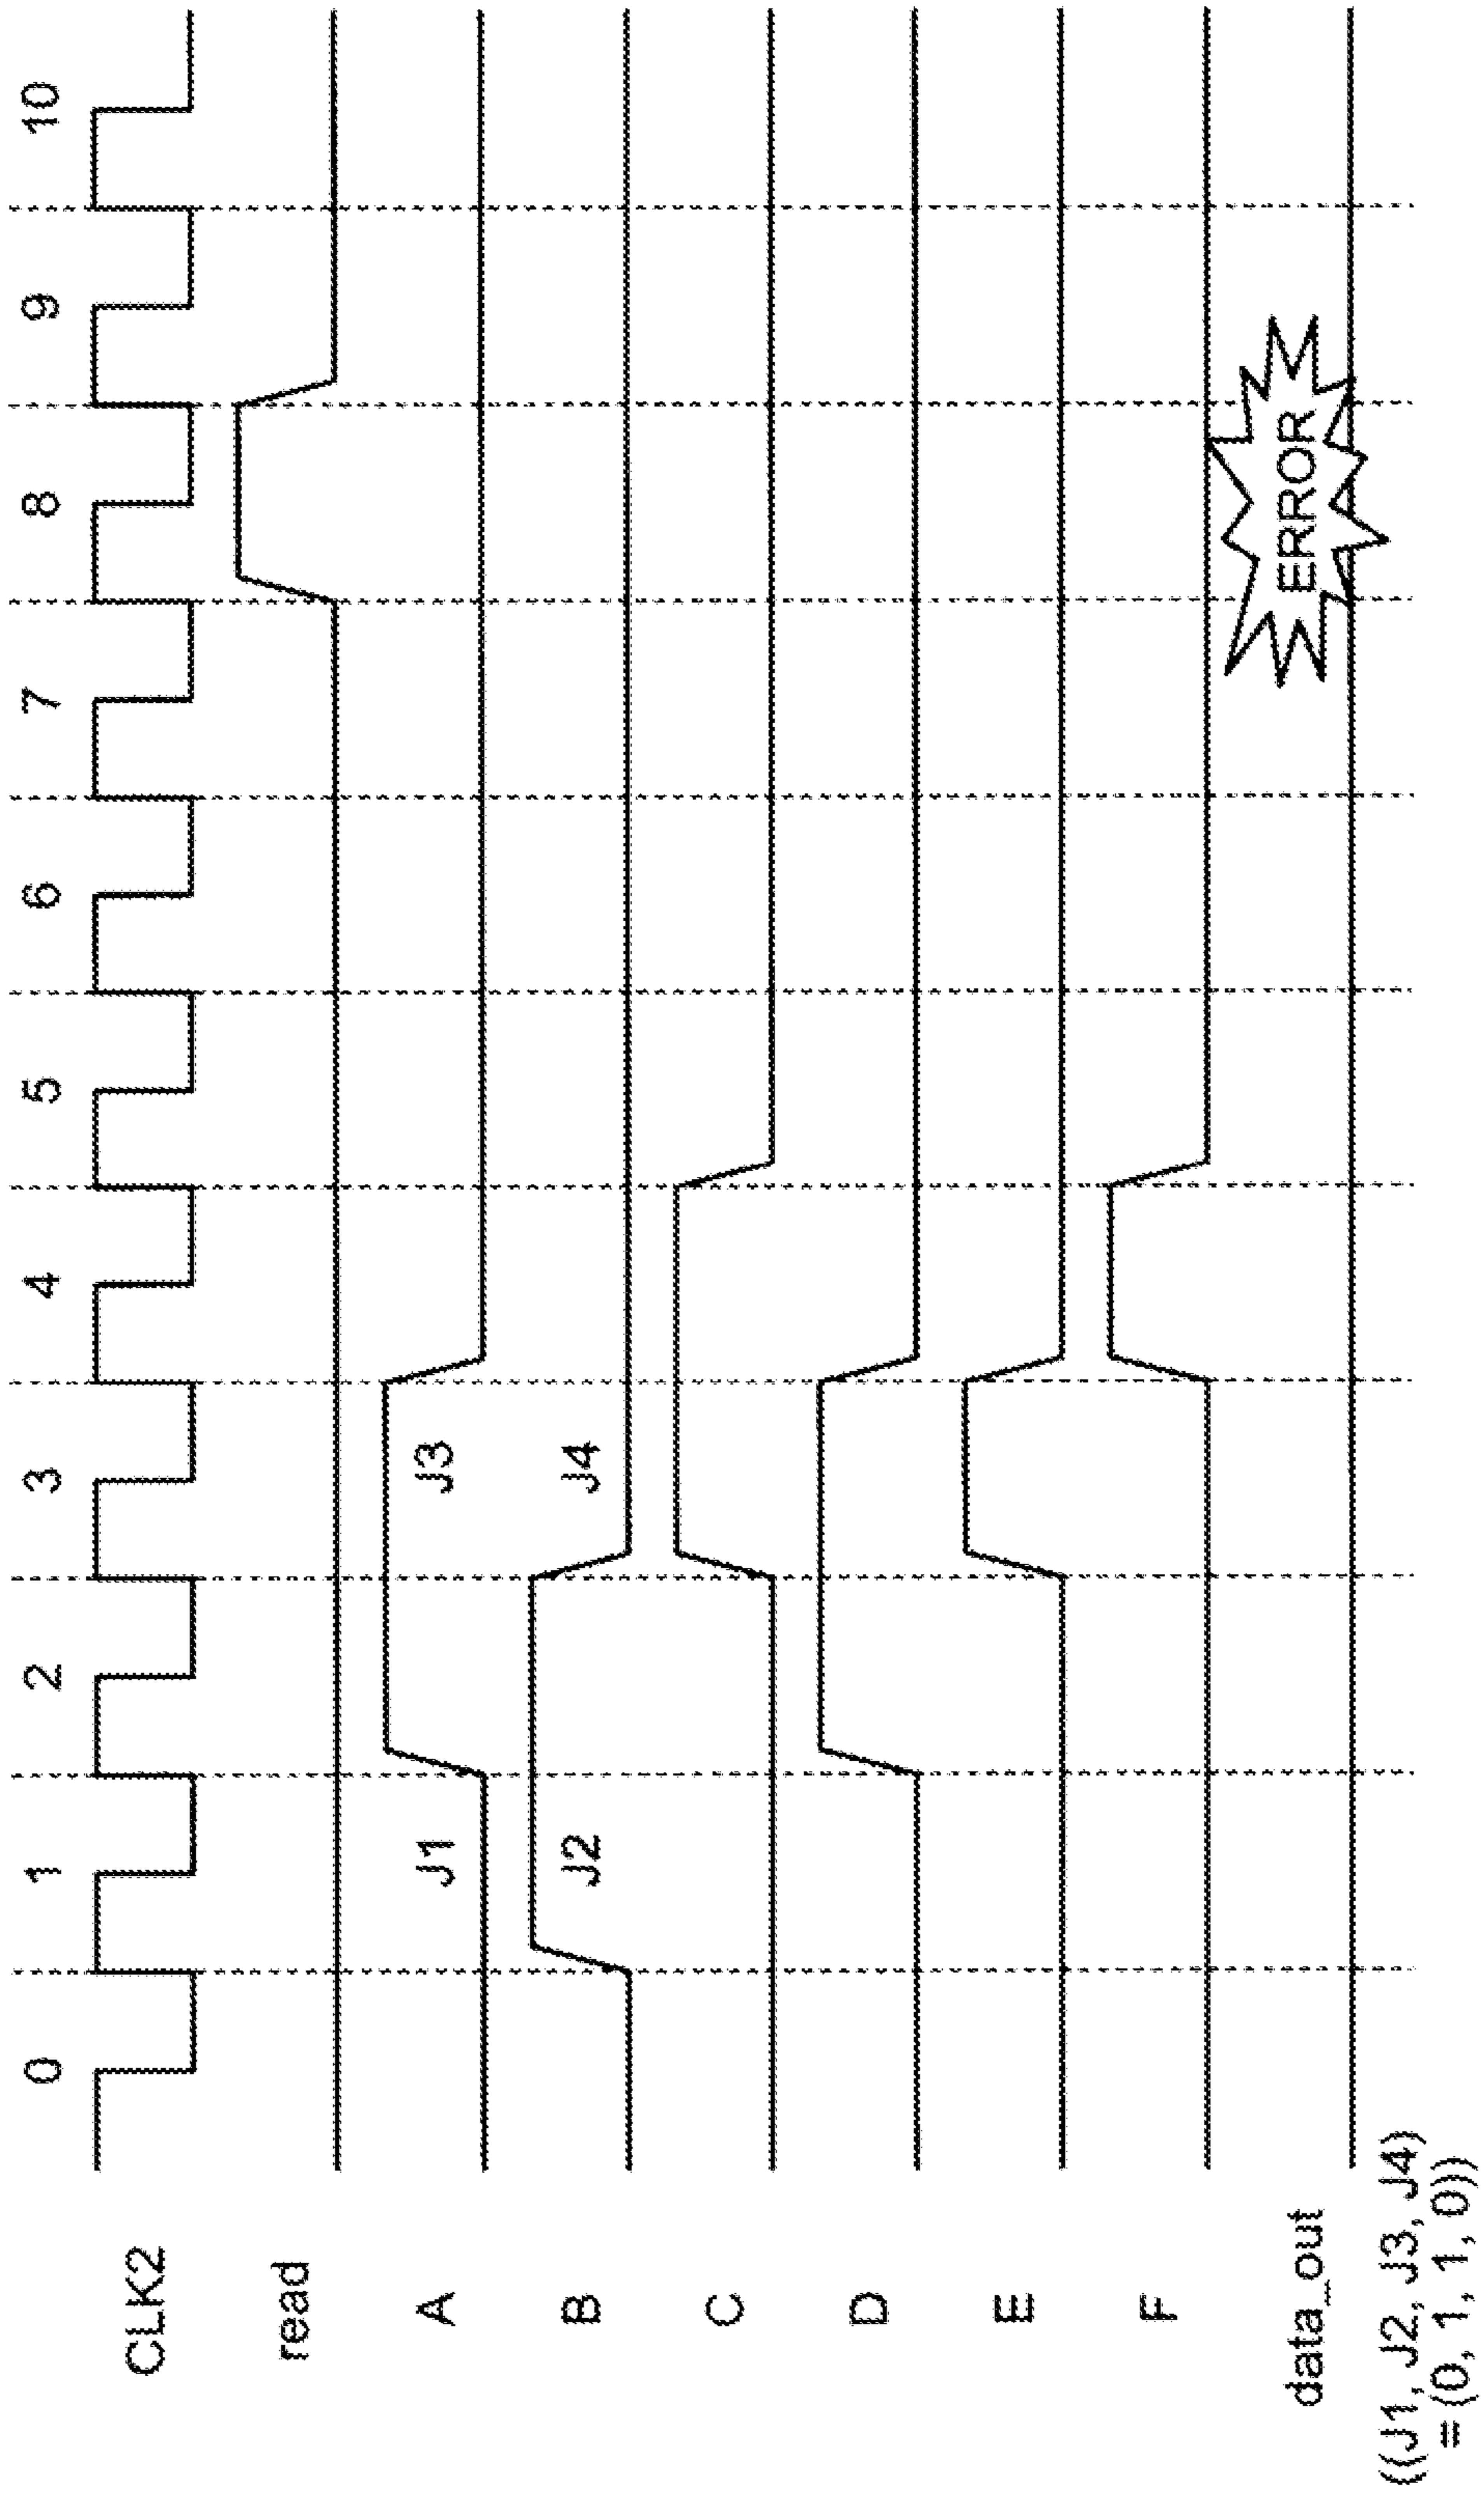 0 1 2 3 4 5 6 7 8 9 10
CLK2
read
A J1 J3
B J2 J4
C
D
E
F
data_out ERROR
((J1, J2, J3, J4)
= (0, 1, 1, 0))